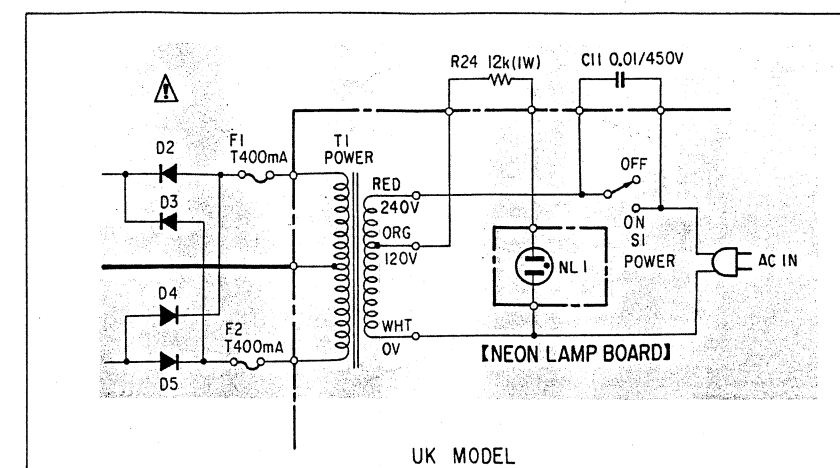 R24 12k(1W)
C11 0.01/450V
D2
F1
T400mA
T1
POWER
D3
RED
240V
OFF
ORG
120V
ON
S1
POWER
NL1
AC IN
D4
F2
T400mA
WHT
0V
D5
【NEON LAMP BOARD】
UK MODEL